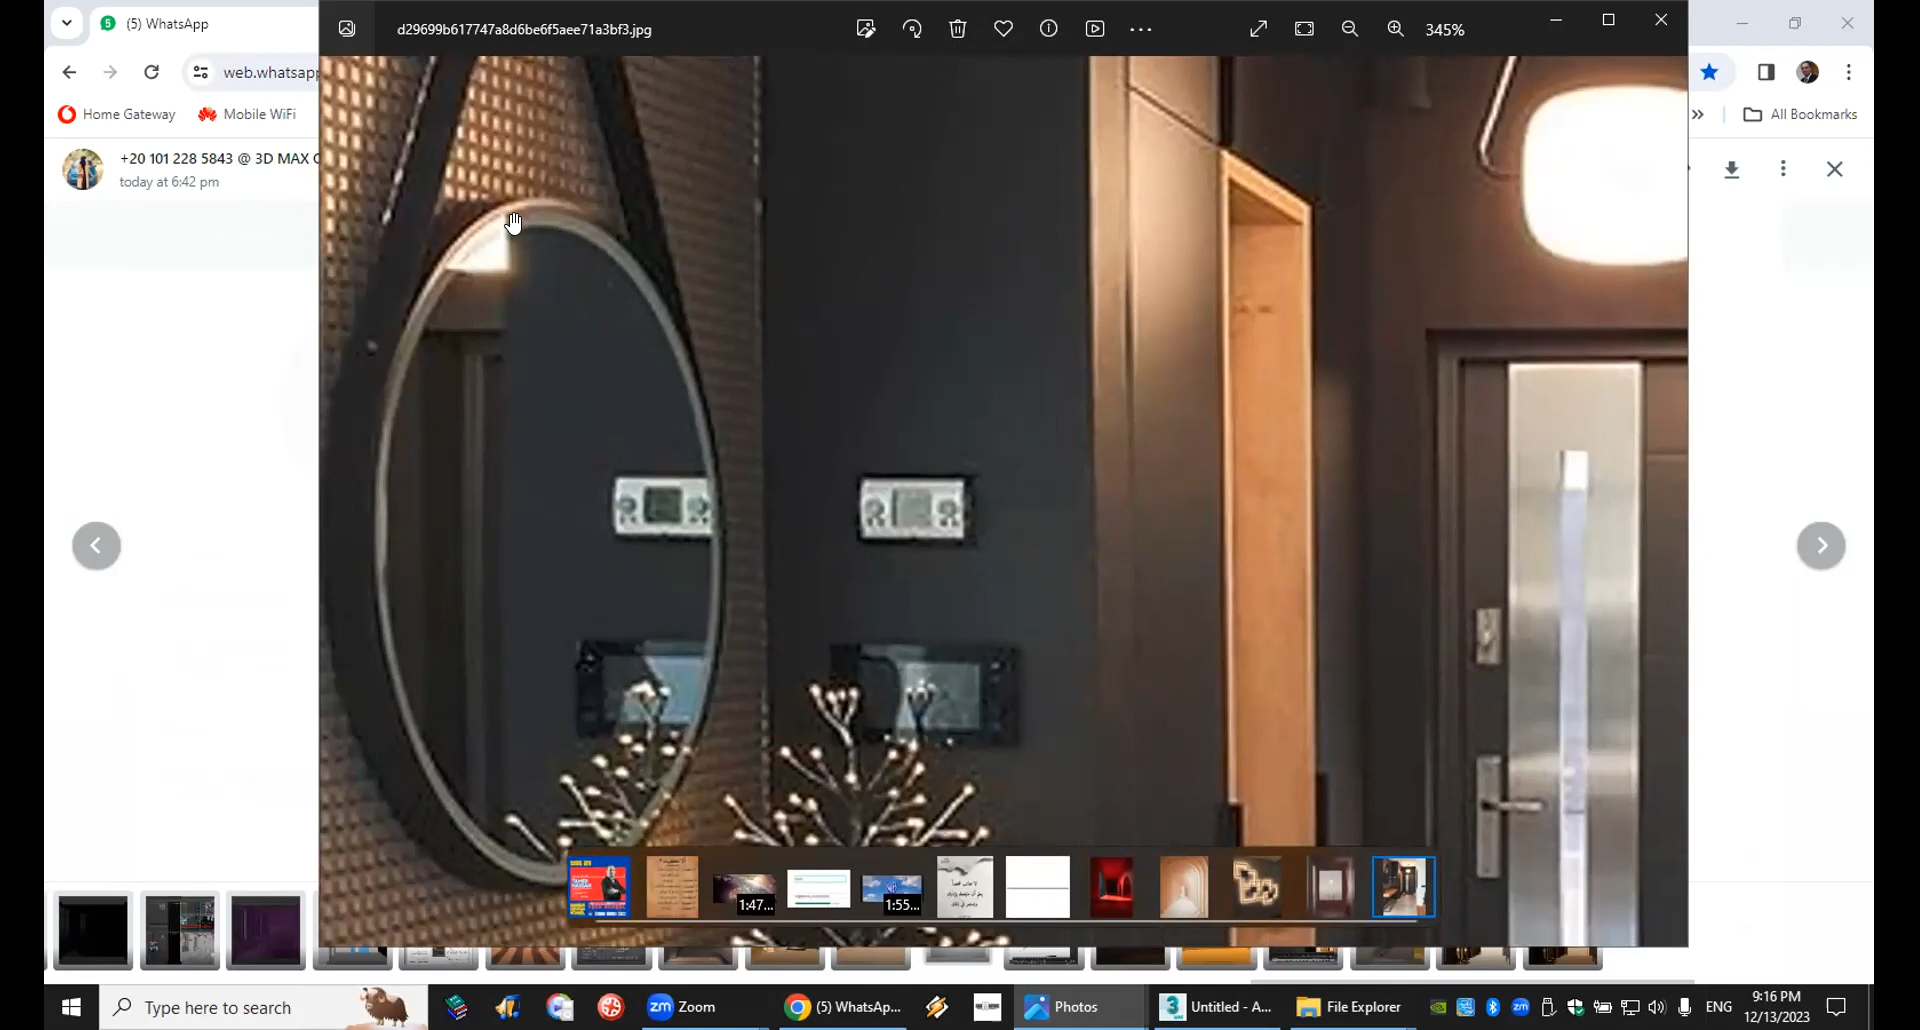 (5) WhatsApp
d29699b617747a8d6be6f5aee71a3bf3.jpg
345%
web.whatsapp
Home Gateway
Mobile WiFi
All Bookmarks
+20 101 228 5843 @ 3D MAX
today at 6:42 pm
1:47...
1:55...
Type here to search
Zoom
(5) WhatsAp...
Photos
Untitled - A...
File Explorer
ENG
9:16 PM
12/13/2023